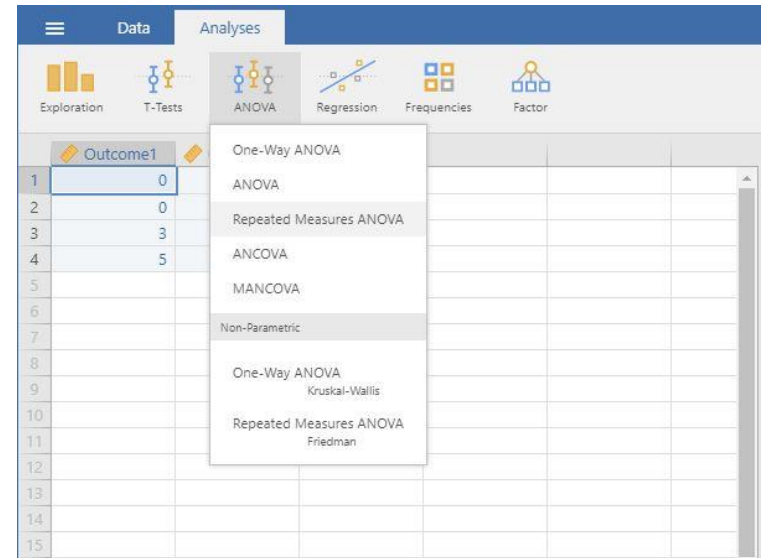 Data Analyses
Exploration T-Tests ANOVA Regression Frequencies Factor
Outcome1
1 0
2 0
3 3
4 5
5
6
7
8
9
10
11
12
13
14
15
One-Way ANOVA
ANOVA
Repeated Measures ANOVA
ANCOVA
MANCOVA
Non-Parametric
One-Way ANOVA
Kruskal-Wallis
Repeated Measures ANOVA
Friedman